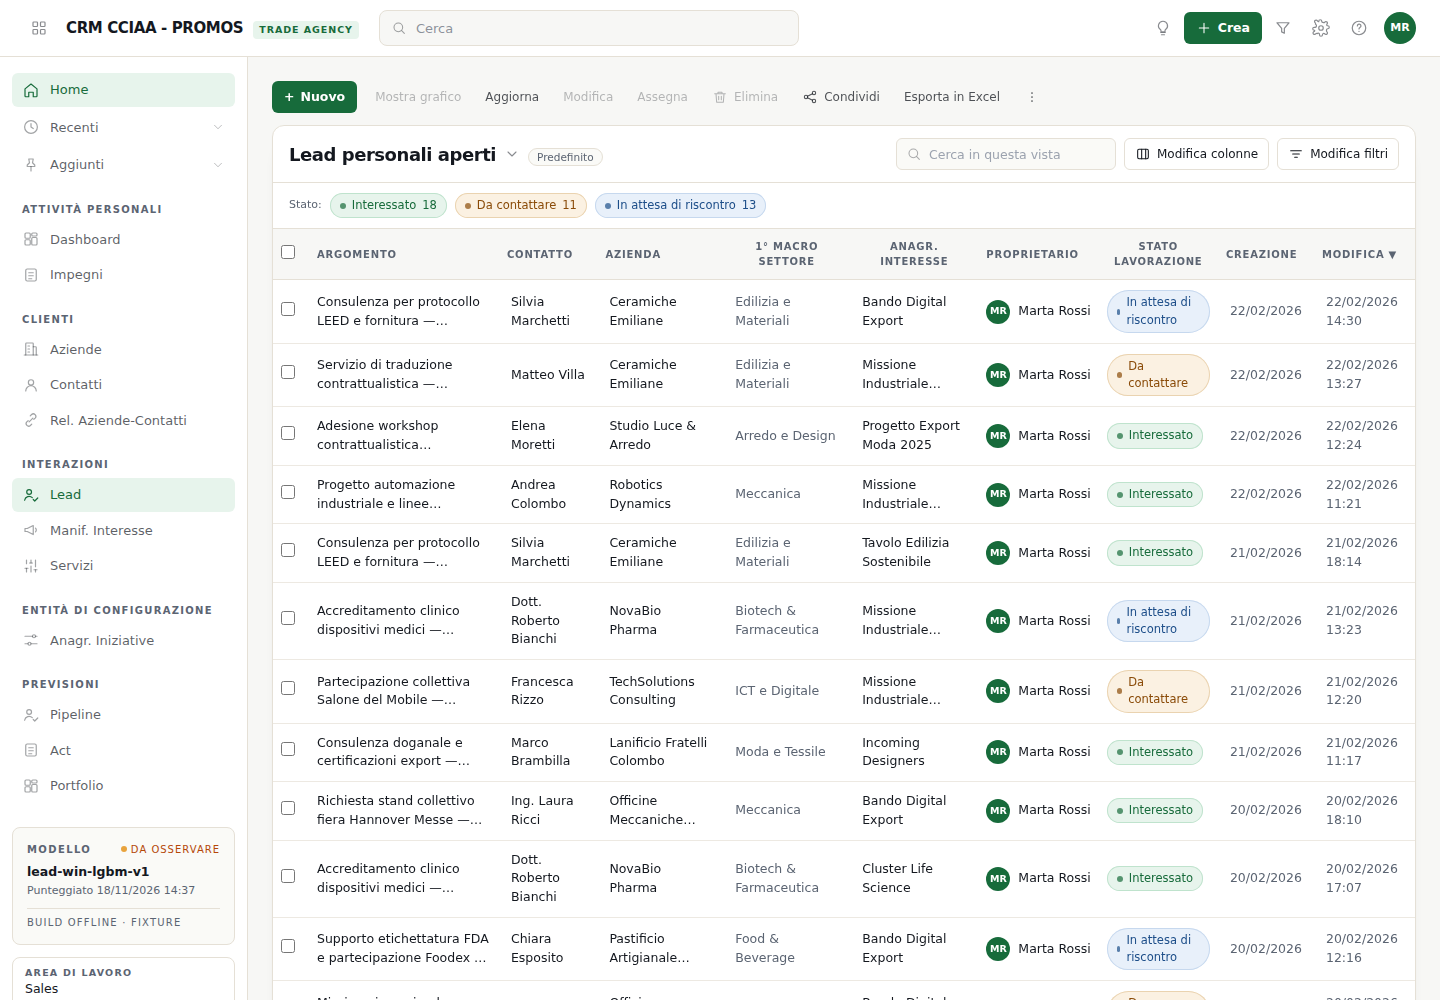 CRM CCIAA - PROMOS TRADE AGENCY Cerca + Crea MR
Home
Recenti
Aggiunti
ATTIVITÀ PERSONALI
Dashboard
Impegni
CLIENTI
Aziende
Contatti
Rel. Aziende-Contatti
INTERAZIONI
Lead
Manif. Interesse
Servizi
ENTITÀ DI CONFIGURAZIONE
Anagr. Iniziative
PREVISIONI
Pipeline
Act
Portfolio
MODELLO DA OSSERVARE
lead-win-lgbm-v1
Punteggiato 18/11/2026 14:37
BUILD OFFLINE · FIXTURE
AREA DI LAVORO
Sales
+ Nuovo Mostra grafico Aggiorna Modifica Assegna Elimina Condividi Esporta in Excel
Lead personali aperti Predefinito Cerca in questa vista Modifica colonne Modifica filtri
Stato: Interessato 18 Da contattare 11 In attesa di riscontro 13
ARGOMENTO CONTATTO AZIENDA 1° MACRO SETTORE ANAGR. INTERESSE PROPRIETARIO STATO LAVORAZIONE CREAZIONE MODIFICA ▼
Consulenza per protocollo Silvia Ceramiche Edilizia e Bando Digital MR Marta Rossi In attesa di 22/02/2026 22/02/2026
LEED e fornitura —… Marchetti Emiliane Materiali Export riscontro 14:30
Servizio di traduzione Matteo Villa Ceramiche Edilizia e Missione MR Marta Rossi Da 22/02/2026 22/02/2026
contrattualistica —… Emiliane Materiali Industriale… contattare 13:27
Adesione workshop Elena Studio Luce & Arredo e Design Progetto Export MR Marta Rossi Interessato 22/02/2026 22/02/2026
contrattualistica… Moretti Arredo Moda 2025 12:24
Progetto automazione Andrea Robotics Meccanica Missione MR Marta Rossi Interessato 22/02/2026 22/02/2026
industriale e linee… Colombo Dynamics Industriale… 11:21
Consulenza per protocollo Silvia Ceramiche Edilizia e Tavolo Edilizia MR Marta Rossi Interessato 21/02/2026 21/02/2026
LEED e fornitura —… Marchetti Emiliane Materiali Sostenibile 18:14
Accreditamento clinico Dott. Roberto NovaBio Biotech & Missione MR Marta Rossi In attesa di 21/02/2026 21/02/2026
dispositivi medici —… Bianchi Pharma Farmaceutica Industriale… riscontro 13:23
Partecipazione collettiva Francesca TechSolutions ICT e Digitale Missione MR Marta Rossi Da 21/02/2026 21/02/2026
Salone del Mobile —… Rizzo Consulting Industriale… contattare 12:20
Consulenza doganale e Marco Lanificio Fratelli Moda e Tessile Incoming MR Marta Rossi Interessato 21/02/2026 21/02/2026
certificazioni export —… Brambilla Colombo Designers 11:17
Richiesta stand collettivo Ing. Laura Officine Meccanica Bando Digital MR Marta Rossi Interessato 20/02/2026 20/02/2026
fiera Hannover Messe —… Ricci Meccaniche… Export 18:10
Accreditamento clinico Dott. Roberto NovaBio Biotech & Cluster Life MR Marta Rossi Interessato 20/02/2026 20/02/2026
dispositivi medici —… Bianchi Pharma Farmaceutica Science 17:07
Supporto etichettatura FDA Chiara Pastificio Food & Bando Digital MR Marta Rossi In attesa di 20/02/2026 20/02/2026
e partecipazione Foodex … Esposito Artigianale… Beverage Export riscontro 12:16